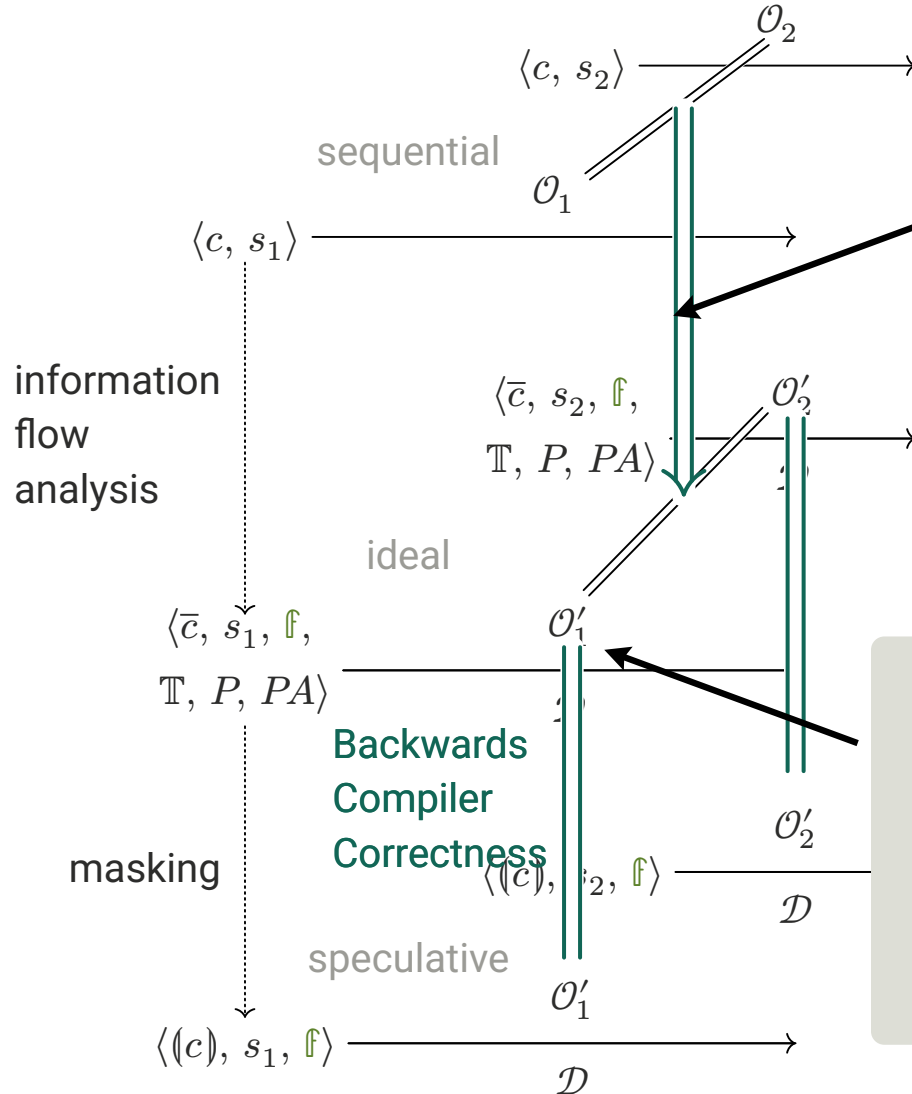 𝒪₂
⟨c, s₂⟩
sequential
𝒪₁
⟨c, s₁⟩
information
flow
analysis
⟨c̅, s₂, 𝕗,
𝕋, P, PA⟩
𝒪′₂
ideal
𝒪′₁
⟨c̅, s₁, 𝕗,
𝕋, P, PA⟩
Backwards
Compiler
Correctness
𝒪′₂
masking
⟨⦇c⦈, s₂, 𝕗⟩
𝒟
speculative
𝒪′₁
⟨⦇c⦈, s₁, 𝕗⟩
𝒟